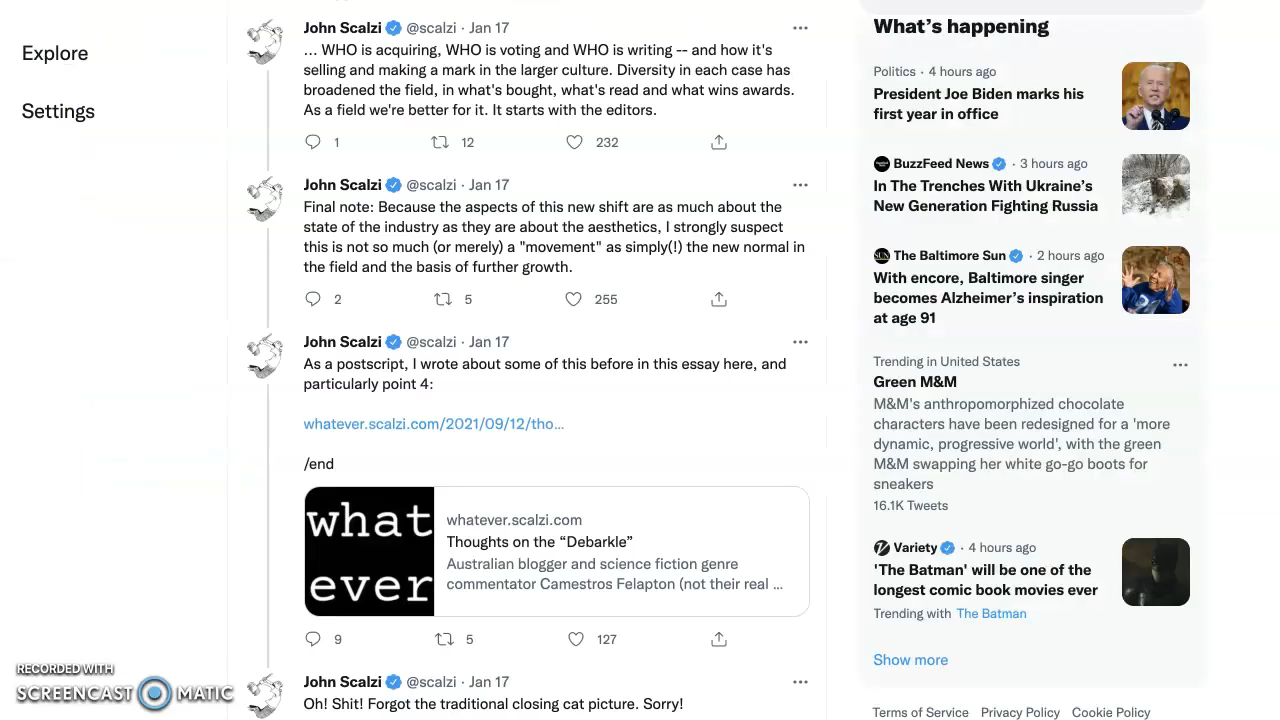 Explore
Settings
John Scalzi @scalzi · Jan 17
... WHO is acquiring, WHO is voting and WHO is writing -- and how it's
selling and making a mark in the larger culture. Diversity in each case has
broadened the field, in what's bought, what's read and what wins awards.
As a field we're better for it. It starts with the editors.
1 12 232
John Scalzi @scalzi · Jan 17
Final note: Because the aspects of this new shift are as much about the
state of the industry as they are about the aesthetics, I strongly suspect
this is not so much (or merely) a "movement" as simply(!) the new normal in
the field and the basis of further growth.
2 5 255
John Scalzi @scalzi · Jan 17
As a postscript, I wrote about some of this before in this essay here, and
particularly point 4:
whatever.scalzi.com/2021/09/12/tho...
/end
what
ever
whatever.scalzi.com
Thoughts on the “Debarkle”
Australian blogger and science fiction genre
commentator Camestros Felapton (not their real ...
9 5 127
John Scalzi @scalzi · Jan 17
Oh! Shit! Forgot the traditional closing cat picture. Sorry!
What’s happening
Politics · 4 hours ago
President Joe Biden marks his
first year in office
BuzzFeed News · 3 hours ago
In The Trenches With Ukraine’s
New Generation Fighting Russia
The Baltimore Sun · 2 hours ago
With encore, Baltimore singer
becomes Alzheimer’s inspiration
at age 91
Trending in United States
Green M&M
M&M's anthropomorphized chocolate
characters have been redesigned for a 'more
dynamic, progressive world', with the green
M&M swapping her white go-go boots for
sneakers
16.1K Tweets
Variety · 4 hours ago
'The Batman' will be one of the
longest comic book movies ever
Trending with The Batman
Show more
Terms of Service Privacy Policy Cookie Policy
RECORDED WITH
SCREENCAST MATIC